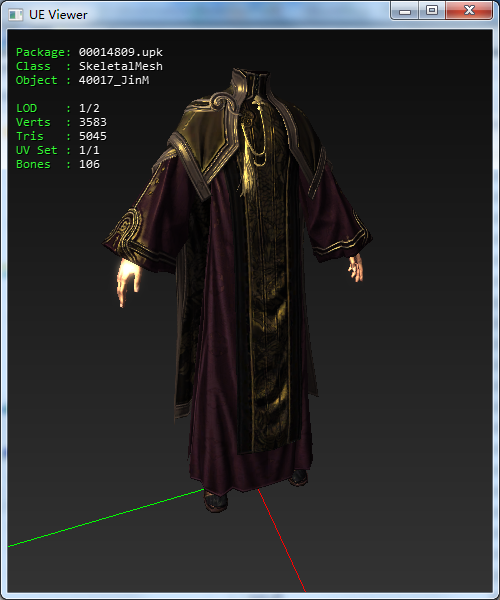 UE Viewer
Package: 00014809.upk
Class  : SkeletalMesh
Object : 40017_JinM
LOD    : 1/2
Verts  : 3583
Tris   : 5045
UV Set : 1/1
Bones  : 106